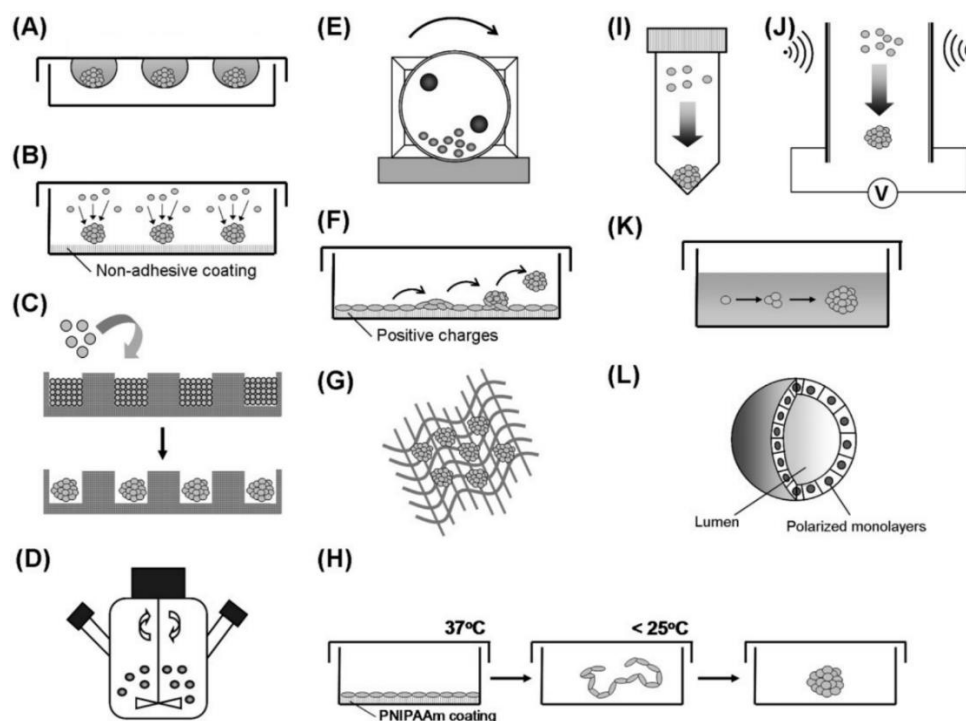 (A)
(B)
Non-adhesive coating
(C)
(D)
(E)
(F)
Positive charges
(G)
(H)
37°C
< 25°C
PNIPAAm coating
(I)
(J)
V
(K)
(L)
Lumen
Polarized monolayers